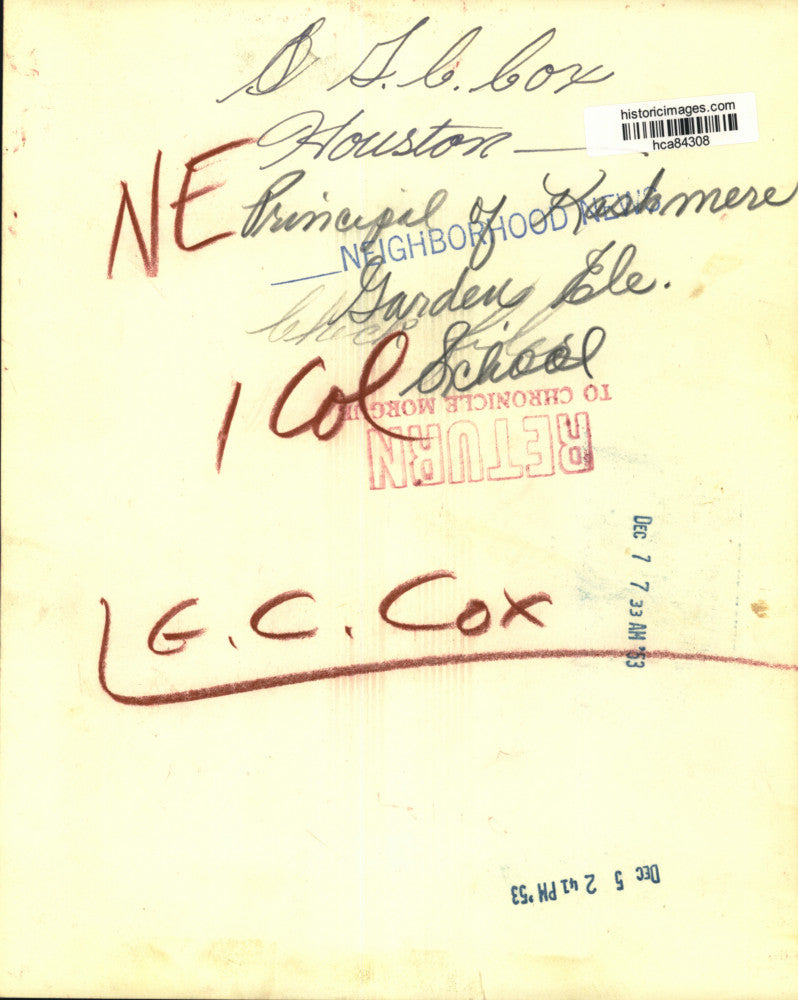 G. C. Cox
historicimages.com
hca84308
Houston —
NE
Principal of Kashmere
NEIGHBORHOOD NEWS
Garden Ele.
Check
School
1 Col
RETURN
TO CHRONICLE MORGUE
DEC 7 7 33 AM '53
G. C. Cox
DEC 5 2 41 PM '53